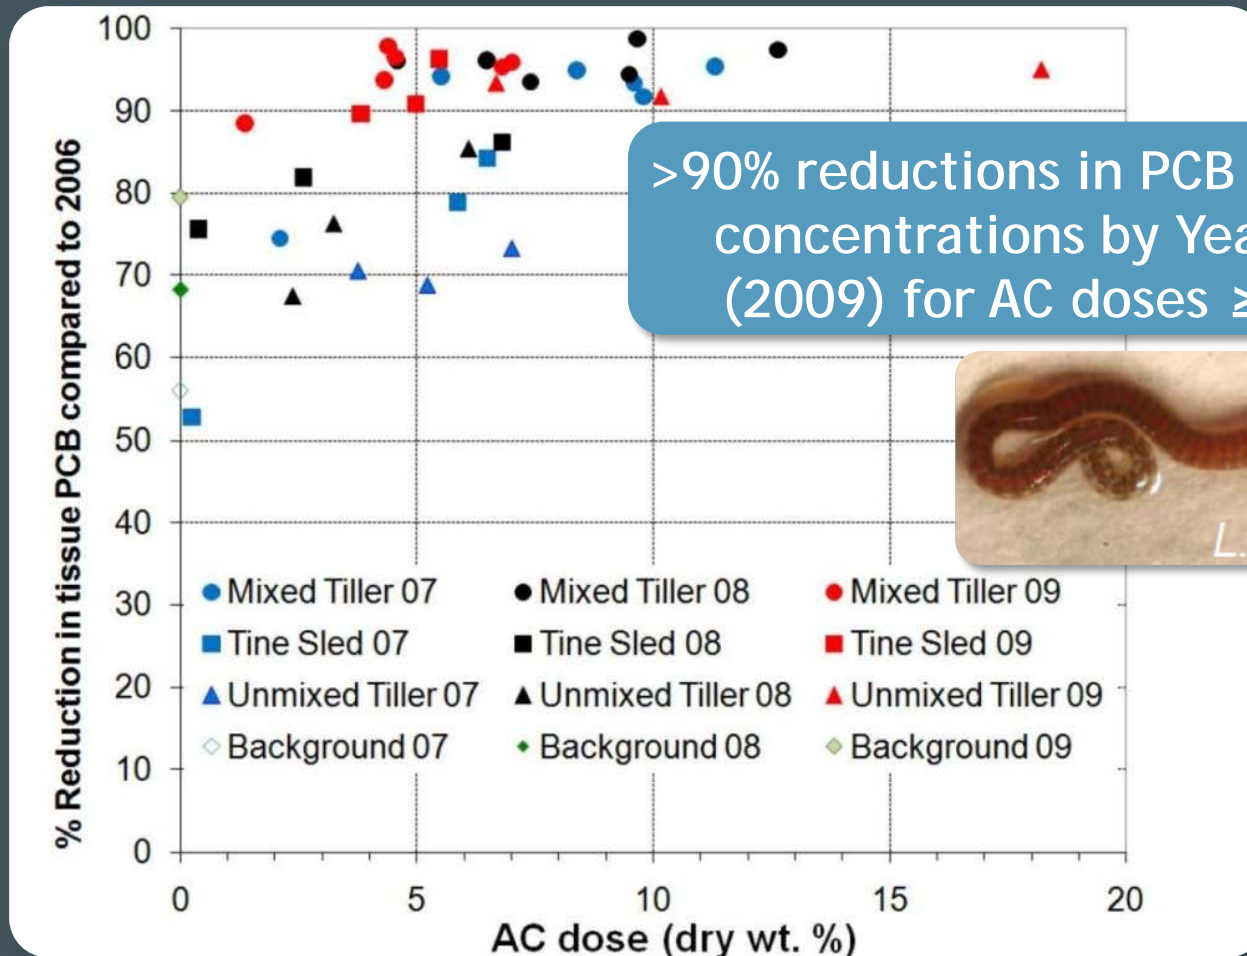 100
90
80
70
60
50
40
30
20
10
0
% Reduction in tissue PCB compared to 2006
>90% reductions in PCB
concentrations by Yea
(2009) for AC doses ≥
L.
Mixed Tiller 07 Mixed Tiller 08 Mixed Tiller 09
Tine Sled 07 Tine Sled 08 Tine Sled 09
Unmixed Tiller 07 Unmixed Tiller 08 Unmixed Tiller 09
Background 07 Background 08 Background 09
0 5 10 15 20
AC dose (dry wt. %)